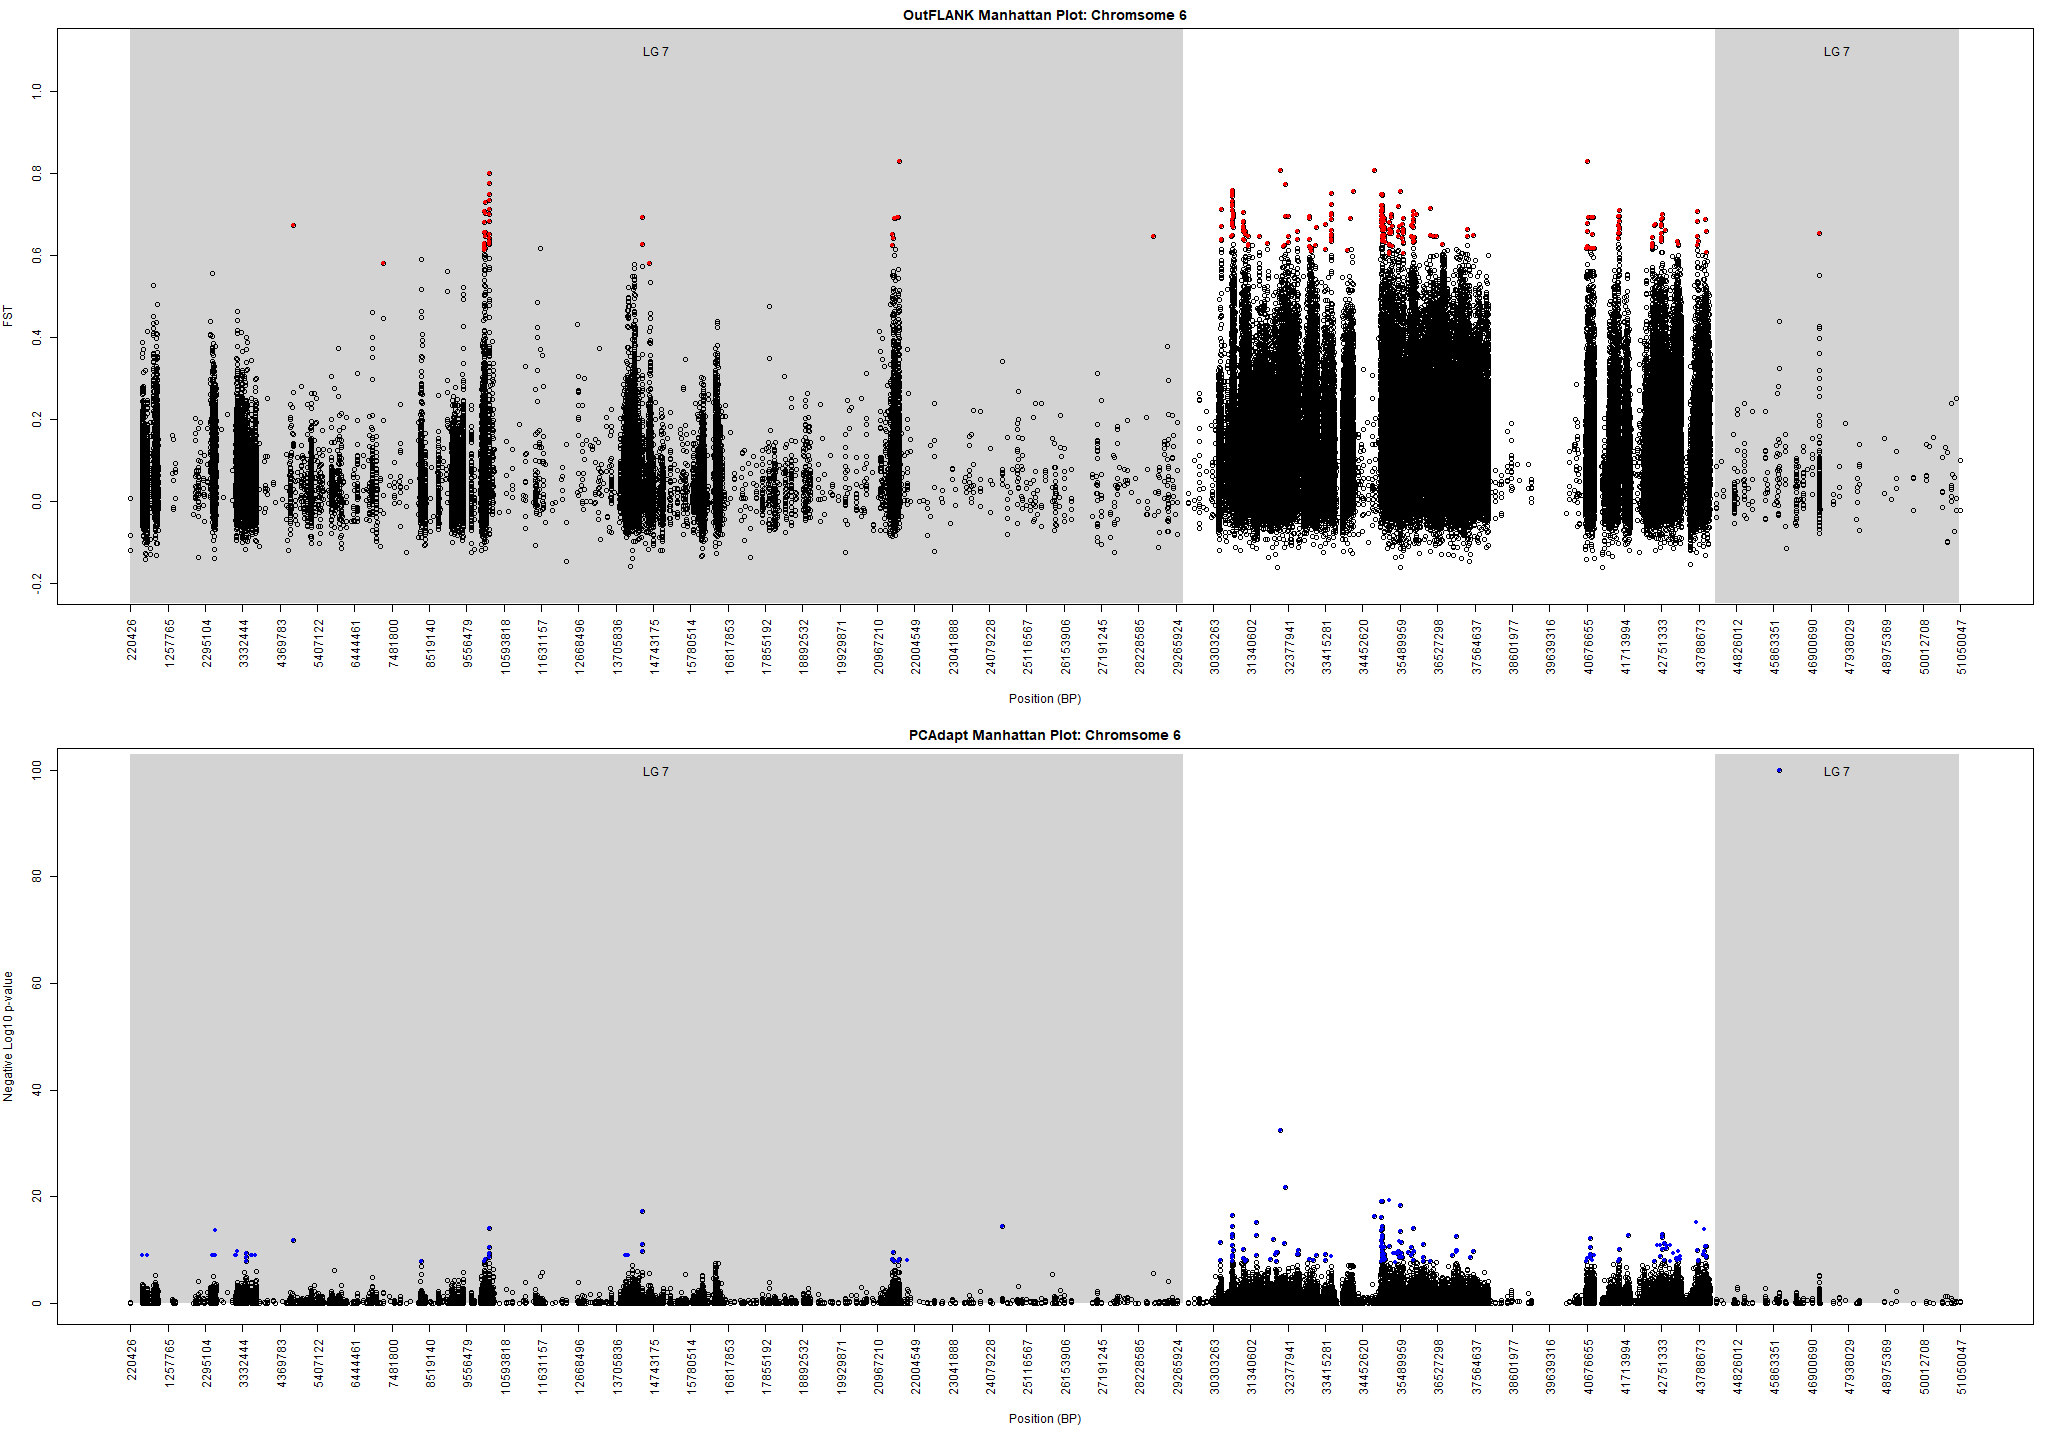 OutFLANK Manhattan Plot: Chromsome 6
LG 7 LG 7
1.0
0.8
0.6
0.4
0.2
0.0
-0.2
FST
220426 1257765 2295104 3332444 4369783 5407122 6444461 7481800 8519140 9556479 10593818 11631157 12668496 13705836 14743175 15780514 16817853 17855192 18892532 19929871 20967210 22004549 23041888 24079228 25116567 26153906 27191245 28228585 29265924 30303263 31340602 32377941 33415281 34452620 35489959 36527298 37564637 38601977 39639316 40676655 41713994 42751333 43788673 44826012 45863351 46900690 47938029 48975369 50012708 51050047
Position (BP)
PCAdapt Manhattan Plot: Chromsome 6
LG 7 LG 7
100
80
60
40
20
0
Negative Log10 p-value
220426 1257765 2295104 3332444 4369783 5407122 6444461 7481800 8519140 9556479 10593818 11631157 12668496 13705836 14743175 15780514 16817853 17855192 18892532 19929871 20967210 22004549 23041888 24079228 25116567 26153906 27191245 28228585 29265924 30303263 31340602 32377941 33415281 34452620 35489959 36527298 37564637 38601977 39639316 40676655 41713994 42751333 43788673 44826012 45863351 46900690 47938029 48975369 50012708 51050047
Position (BP)